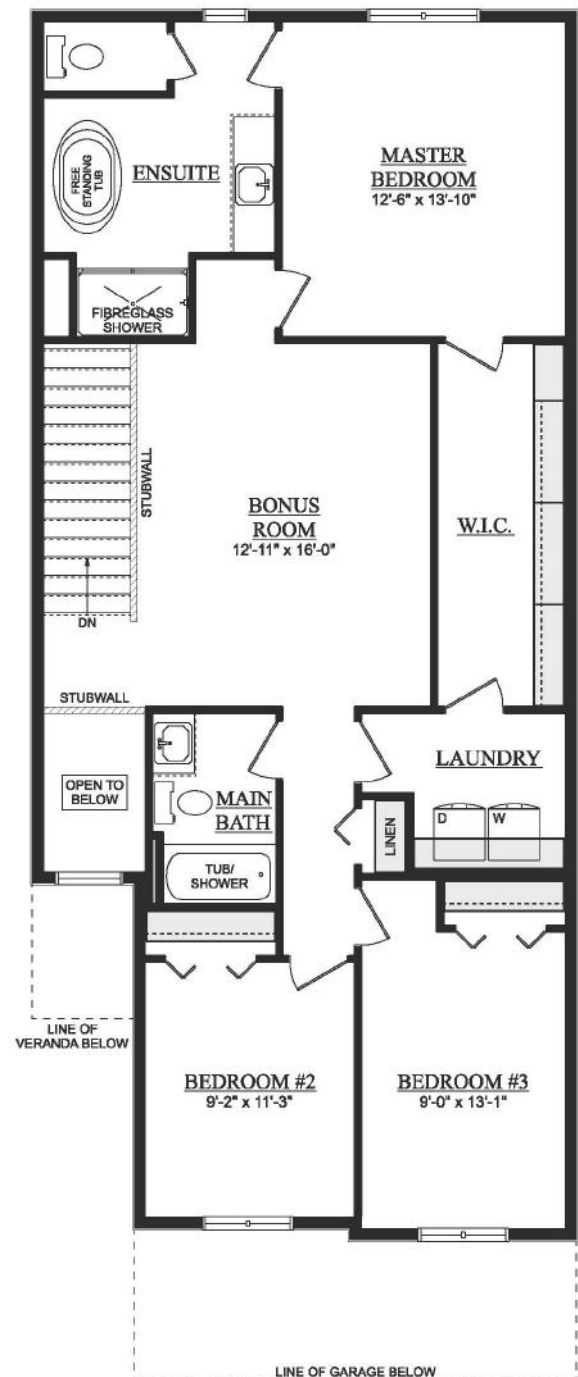 ENSUITE
FREE
STANDING
TUB
MASTER
BEDROOM
12'-6" x 13'-10"
FIBREGLASS
SHOWER
STUBWALL
BONUS
ROOM
12'-11" x 16'-0"
W.I.C.
DN
STUBWALL
OPEN TO
BELOW
MAIN
BATH
LAUNDRY
D
W
LINEN
TUB/
SHOWER
LINE OF
VERANDA BELOW
BEDROOM #2
9'-2" x 11'-3"
BEDROOM #3
9'-0" x 13'-1"
LINE OF GARAGE BELOW